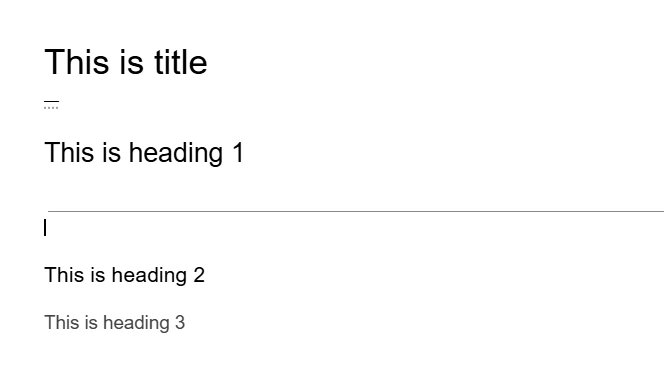 This is title
This is heading 1
This is heading 2
This is heading 3